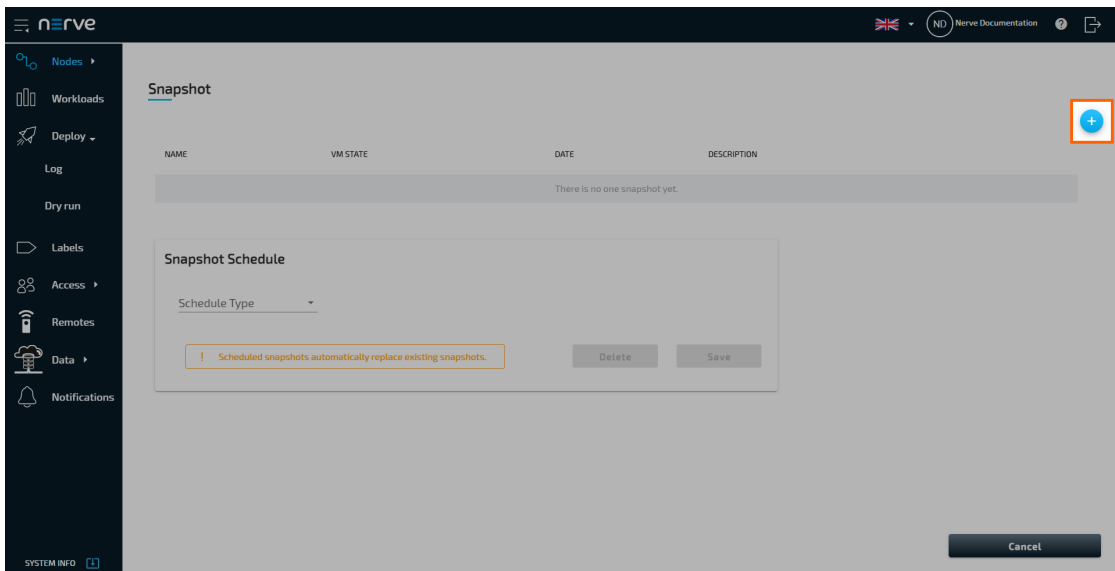 nerve
ND Nerve Documentation ?
Nodes
Workloads
Deploy
Log
Dry run
Labels
Access
Remotes
Data
Notifications
SYSTEM INFO
Snapshot
+
NAME VM STATE DATE DESCRIPTION
There is no one snapshot yet.
Snapshot Schedule
Schedule Type
! Scheduled snapshots automatically replace existing snapshots.
Delete Save
Cancel